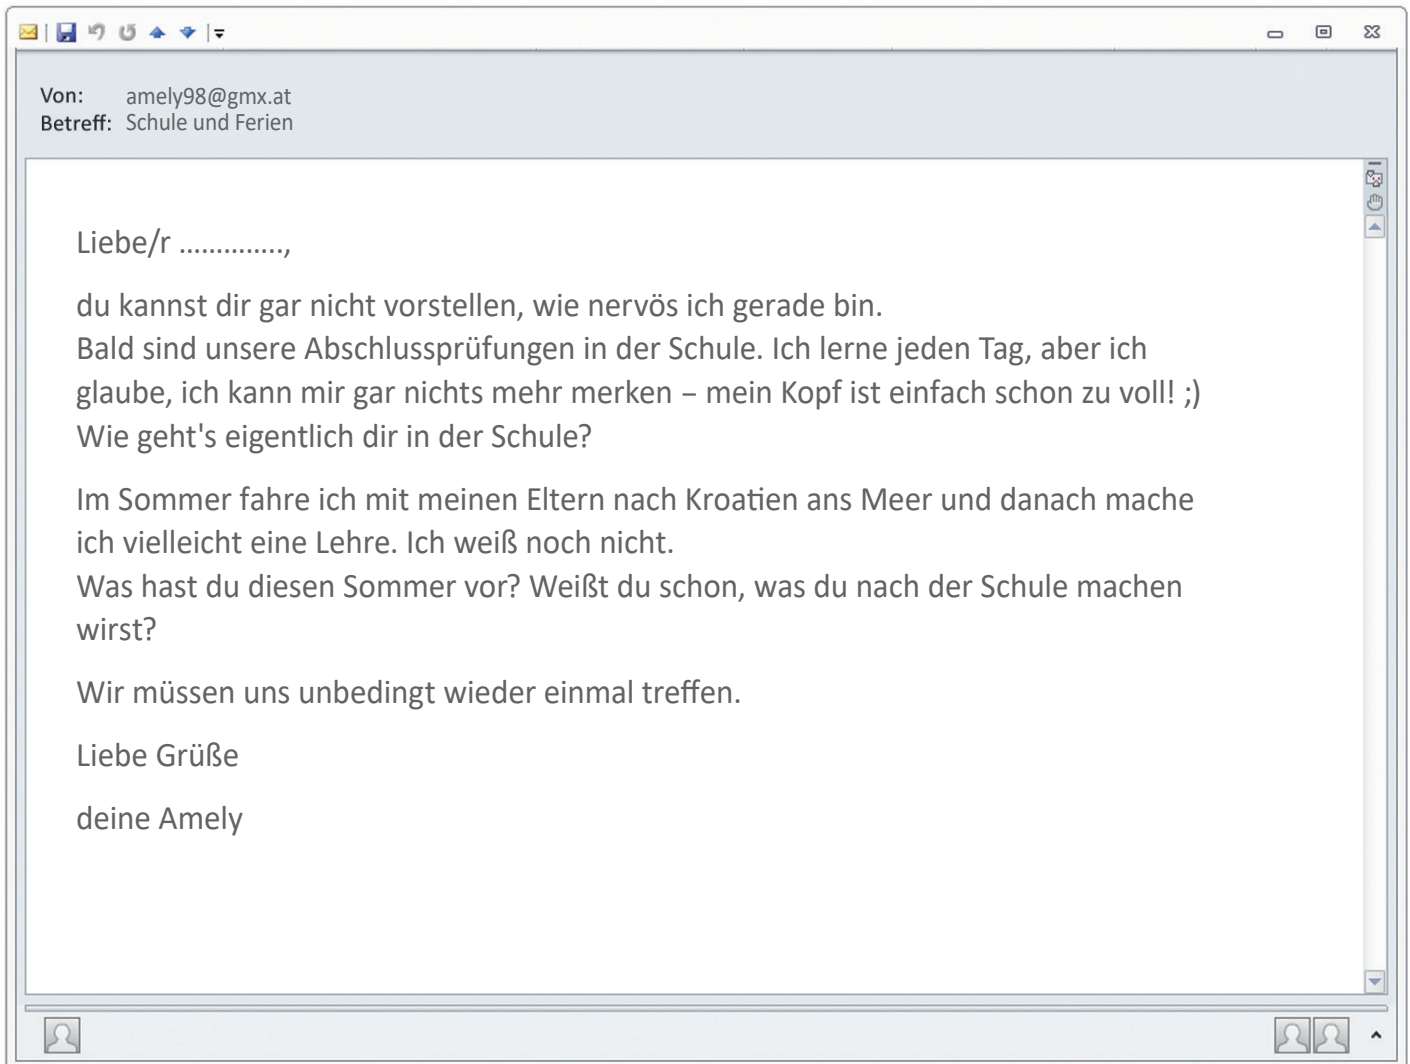 Von: amely98@gmx.at
Betreff: Schule und Ferien
Liebe/r ..............,
du kannst dir gar nicht vorstellen, wie nervös ich gerade bin.
Bald sind unsere Abschlussprüfungen in der Schule. Ich lerne jeden Tag, aber ich
glaube, ich kann mir gar nichts mehr merken – mein Kopf ist einfach schon zu voll! ;)
Wie geht's eigentlich dir in der Schule?
Im Sommer fahre ich mit meinen Eltern nach Kroatien ans Meer und danach mache
ich vielleicht eine Lehre. Ich weiß noch nicht.
Was hast du diesen Sommer vor? Weißt du schon, was du nach der Schule machen
wirst?
Wir müssen uns unbedingt wieder einmal treffen.
Liebe Grüße
deine Amely